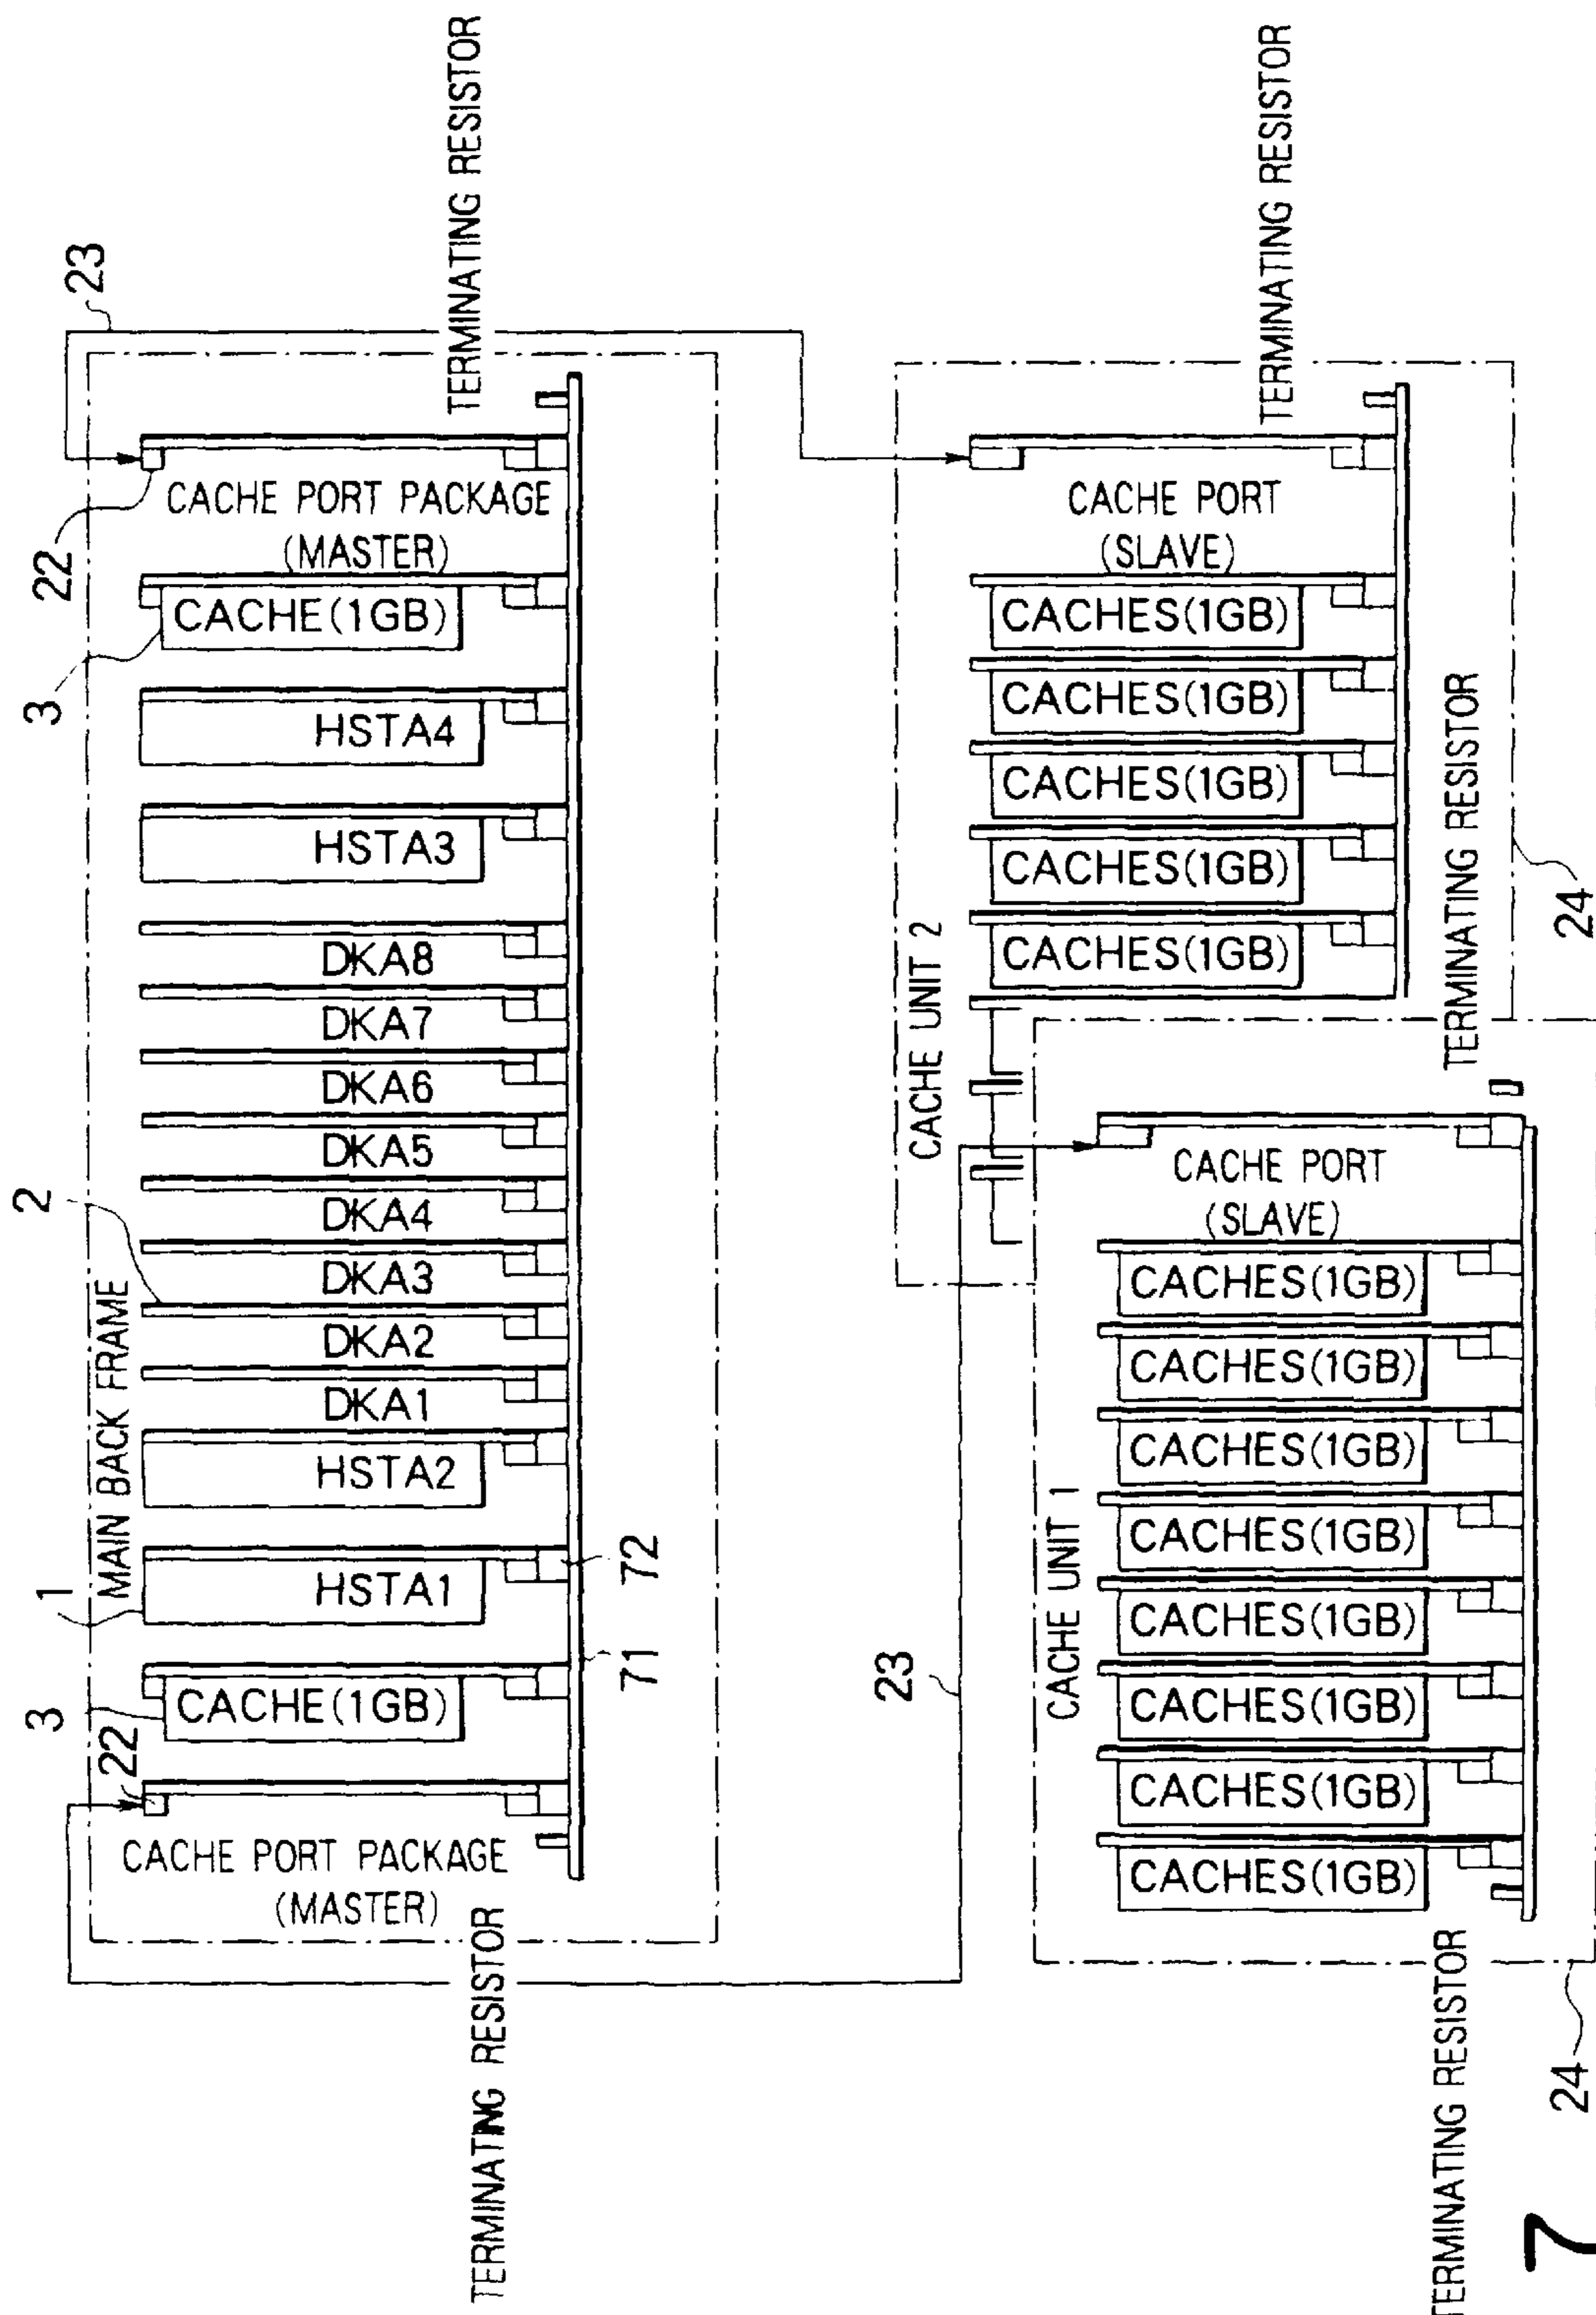 23
TERMINATING RESISTOR
22
CACHE PORT PACKAGE
(MASTER)
3
CACHE(1GB)
HSTA4
HSTA3
DKA8
DKA7
DKA6
DKA5
2
DKA4
DKA3
DKA2
DKA1
MAIN BACK FRAME
HSTA2
1
HSTA1
72
71
3
CACHE(1GB)
22
CACHE PORT PACKAGE
(MASTER)
TERMINATING RESISTOR
TERMINATING RESISTOR
CACHE PORT
(SLAVE)
CACHES(1GB)
CACHES(1GB)
CACHES(1GB)
CACHES(1GB)
CACHES(1GB)
CACHE UNIT 2
24
TERMINATING RESISTOR
CACHE PORT
(SLAVE)
CACHES(1GB)
CACHES(1GB)
CACHES(1GB)
CACHES(1GB)
CACHES(1GB)
CACHES(1GB)
CACHES(1GB)
CACHES(1GB)
CACHE UNIT 1
23
TERMINATING RESISTOR
24
7